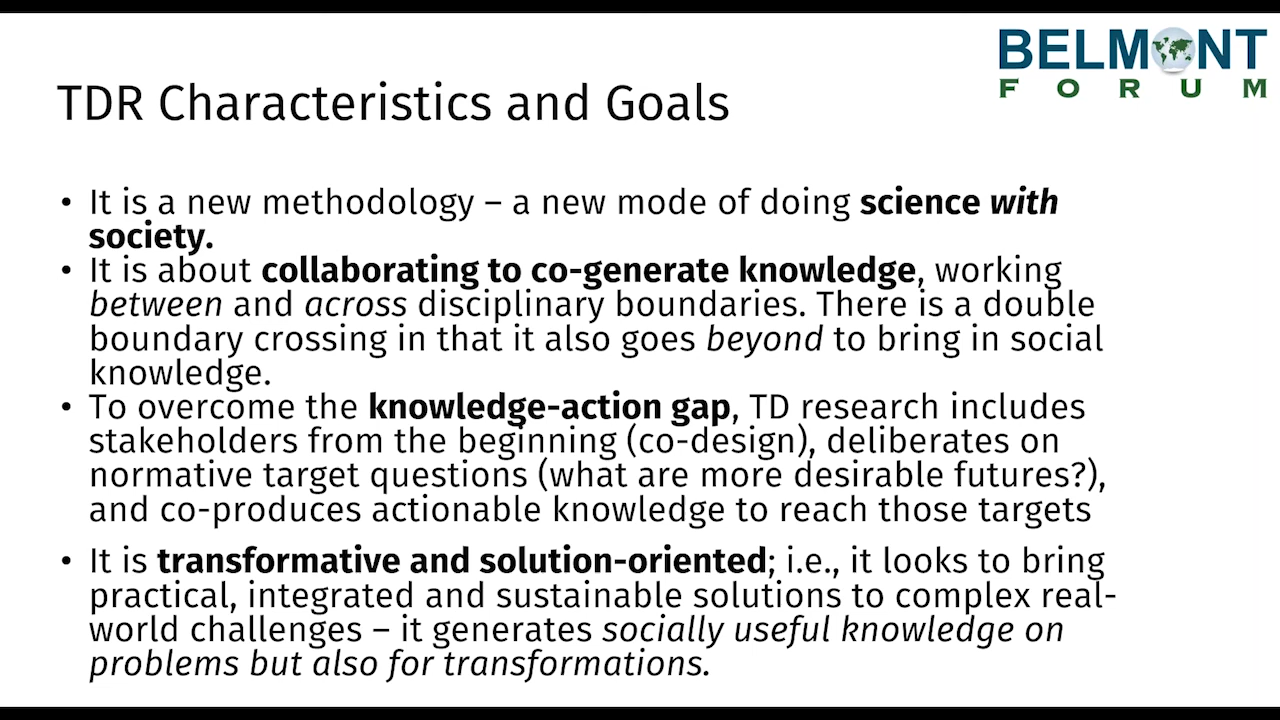 BELMONT
FORUM
TDR Characteristics and Goals
• It is a new methodology – a new mode of doing science with
society.
• It is about collaborating to co-generate knowledge, working
between and across disciplinary boundaries. There is a double
boundary crossing in that it also goes beyond to bring in social
knowledge.
• To overcome the knowledge-action gap, TD research includes
stakeholders from the beginning (co-design), deliberates on
normative target questions (what are more desirable futures?),
and co-produces actionable knowledge to reach those targets
• It is transformative and solution-oriented; i.e., it looks to bring
practical, integrated and sustainable solutions to complex real-
world challenges – it generates socially useful knowledge on
problems but also for transformations.